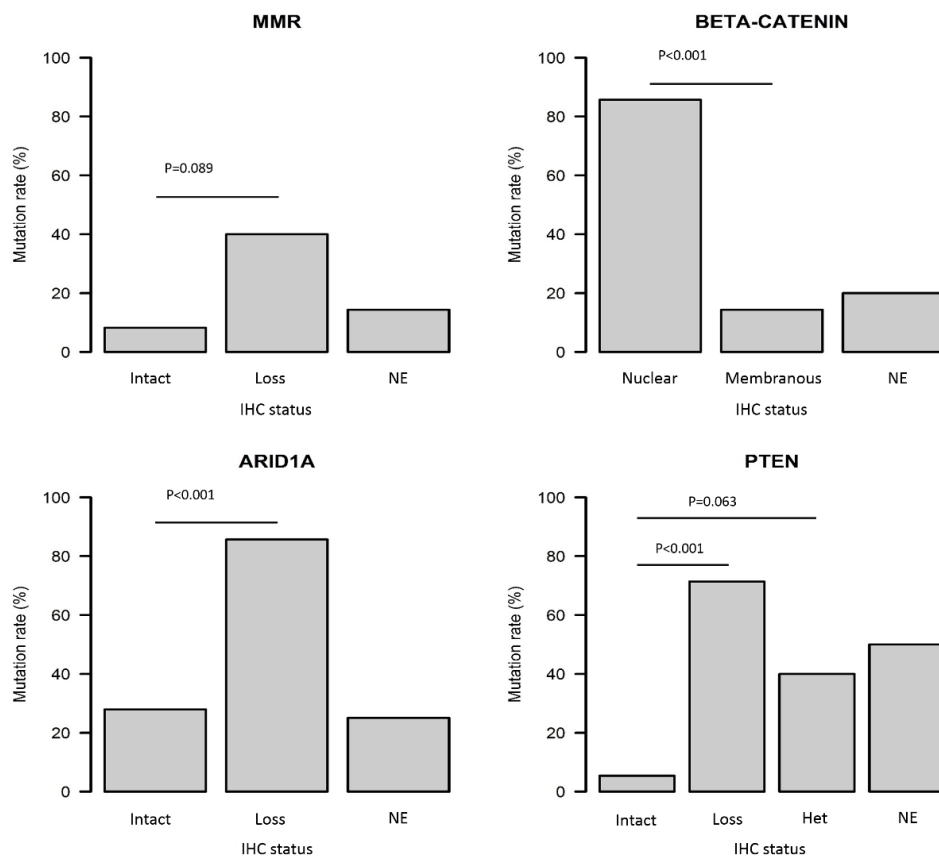 MMR
100
80
60
40
20
0
Mutation rate (%)
P=0.089
Intact Loss NE
IHC status
BETA-CATENIN
100
80
60
40
20
0
Mutation rate (%)
P<0.001
Nuclear Membranous NE
IHC status
ARID1A
100
80
60
40
20
0
Mutation rate (%)
P<0.001
Intact Loss NE
IHC status
PTEN
100
80
60
40
20
0
Mutation rate (%)
P=0.063
P<0.001
Intact Loss Het NE
IHC status